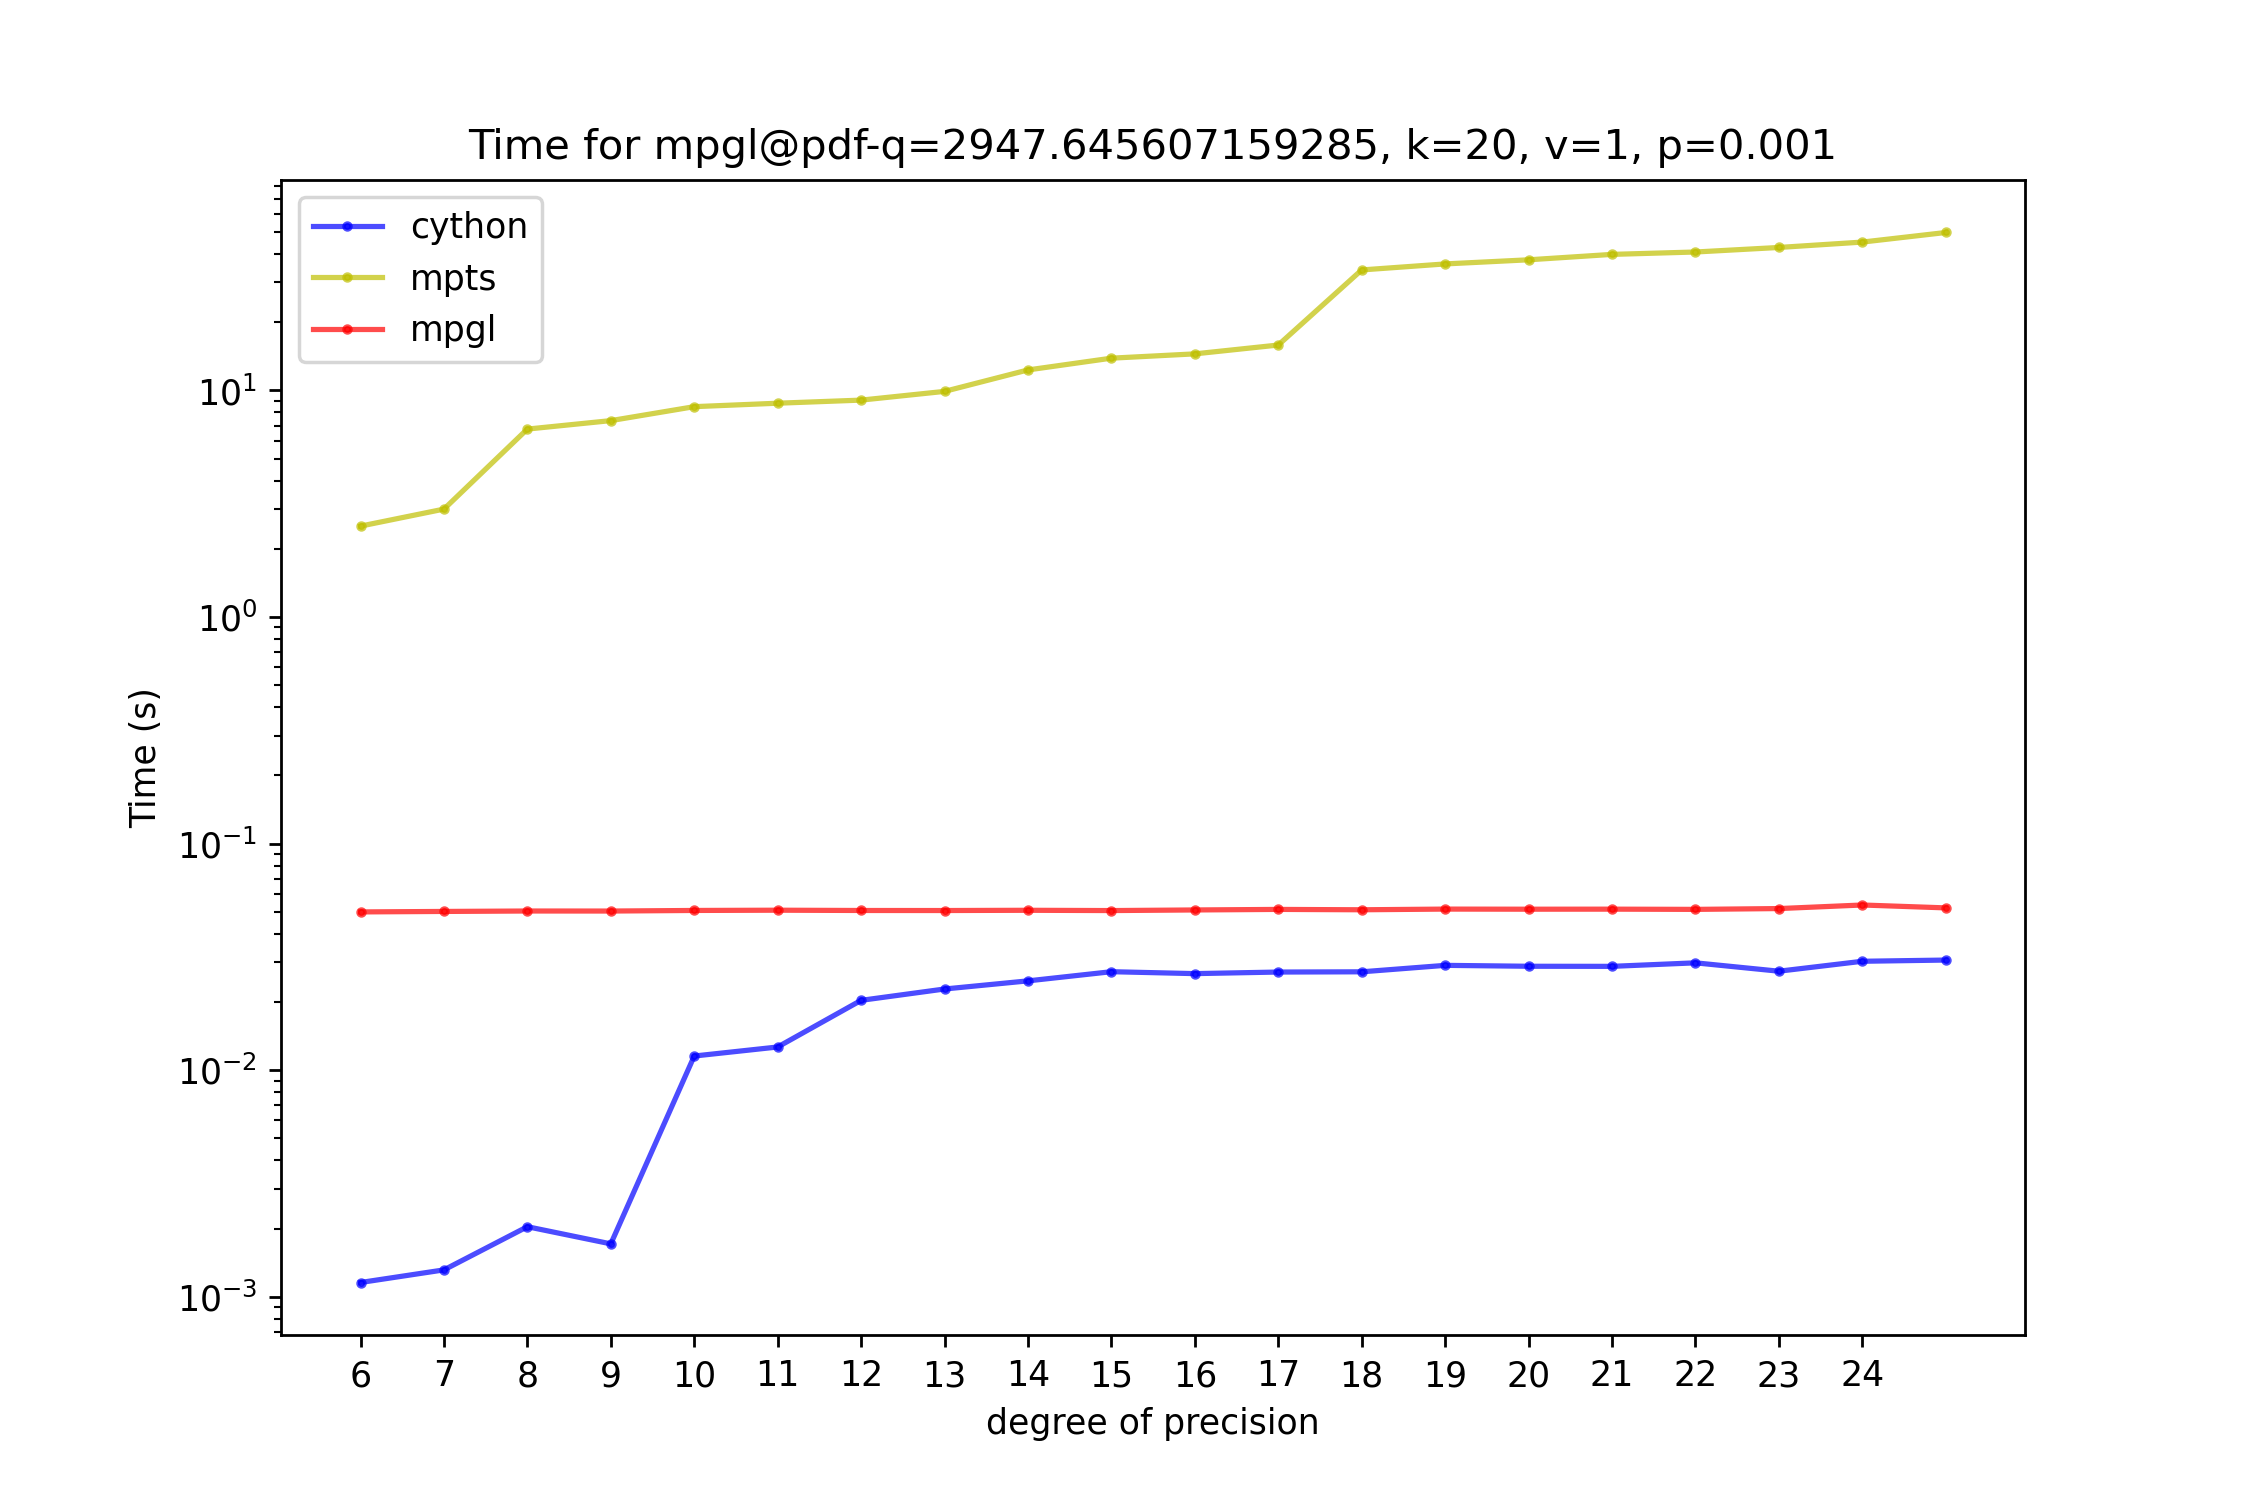 Time for mpgl@pdf-q=2947.645607159285, k=20, v=1, p=0.001
cython
mpts
mpgl
10¹
10⁰
10⁻¹
10⁻²
10⁻³
Time (s)
6 7 8 9 10 11 12 13 14 15 16 17 18 19 20 21 22 23 24
degree of precision